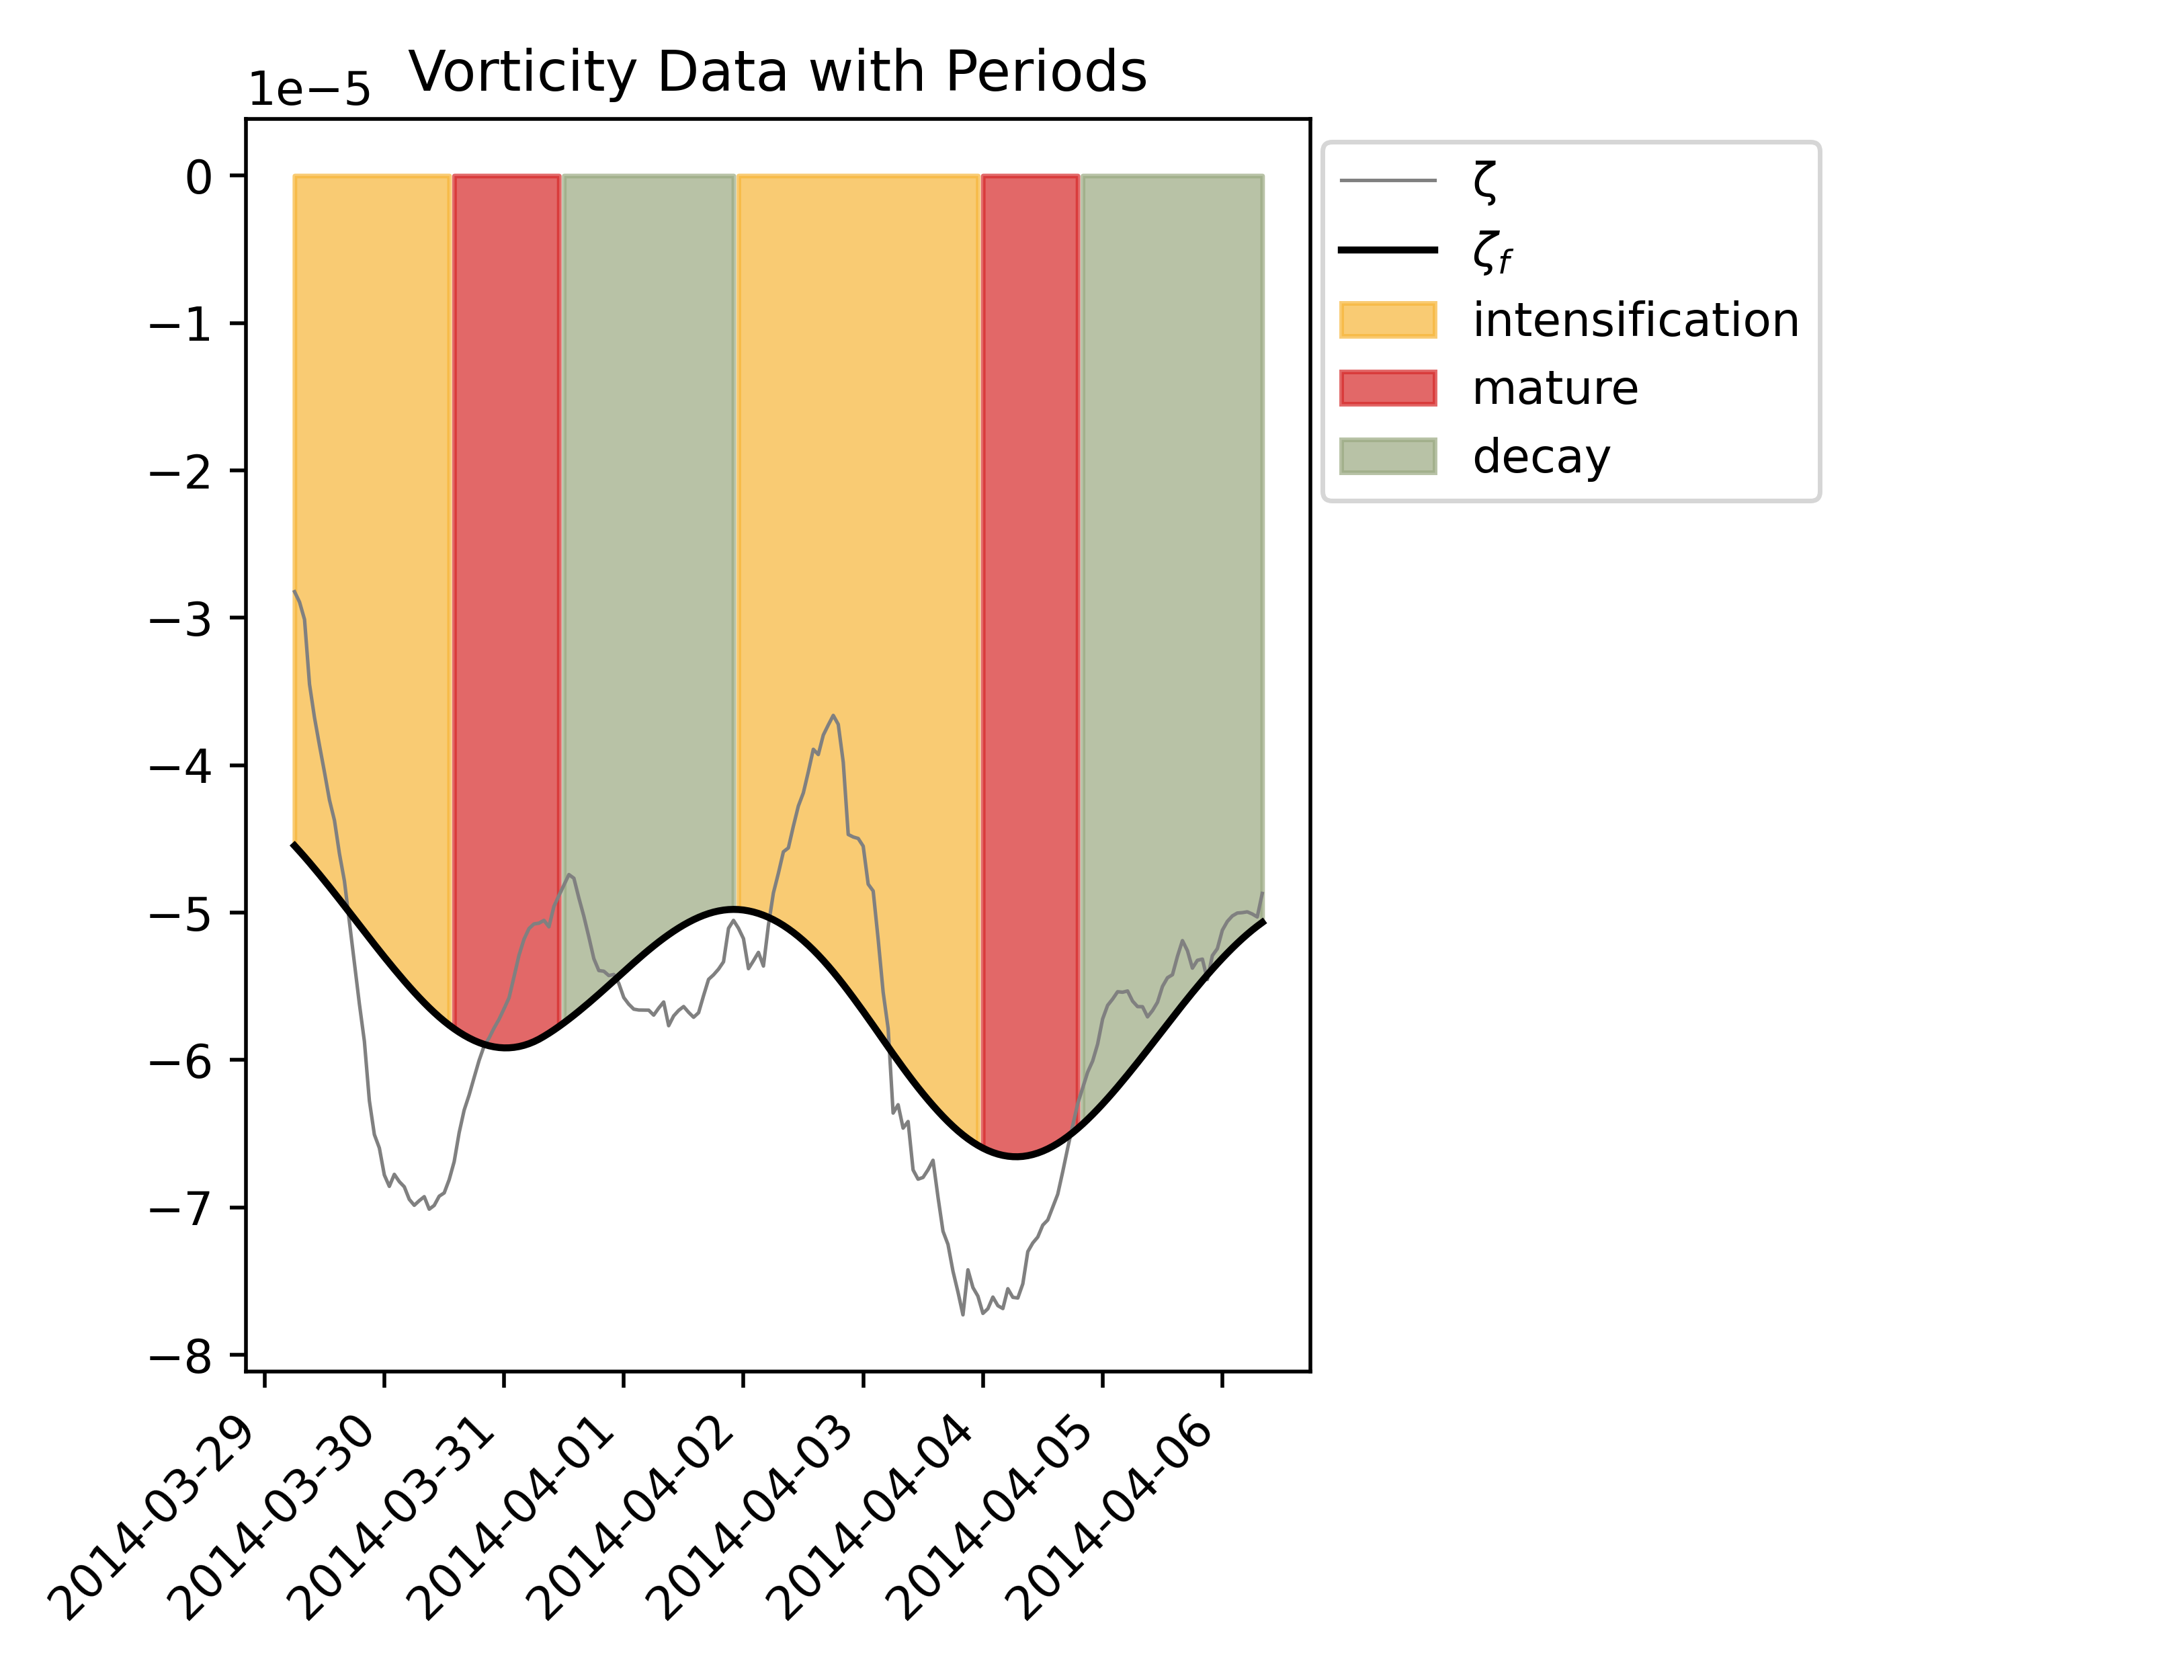 Vorticity Data with Periods
1e−5
0
−1
−2
−3
−4
−5
−6
−7
−8
2014-03-29
2014-03-30
2014-03-31
2014-04-01
2014-04-02
2014-04-03
2014-04-04
2014-04-05
2014-04-06
ζ
ζf
intensification
mature
decay